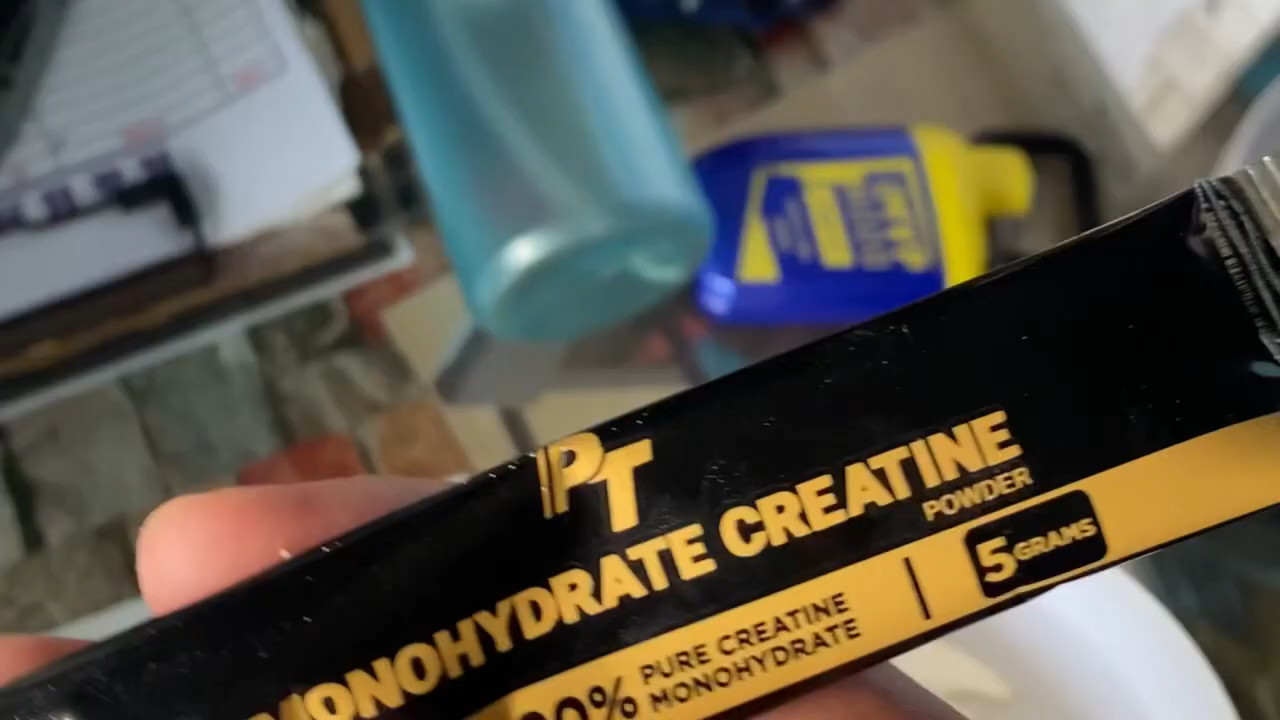 PT
MONOHYDRATE CREATINE
POWDER
PURE CREATINE
MONOHYDRATE
5 GRAMS